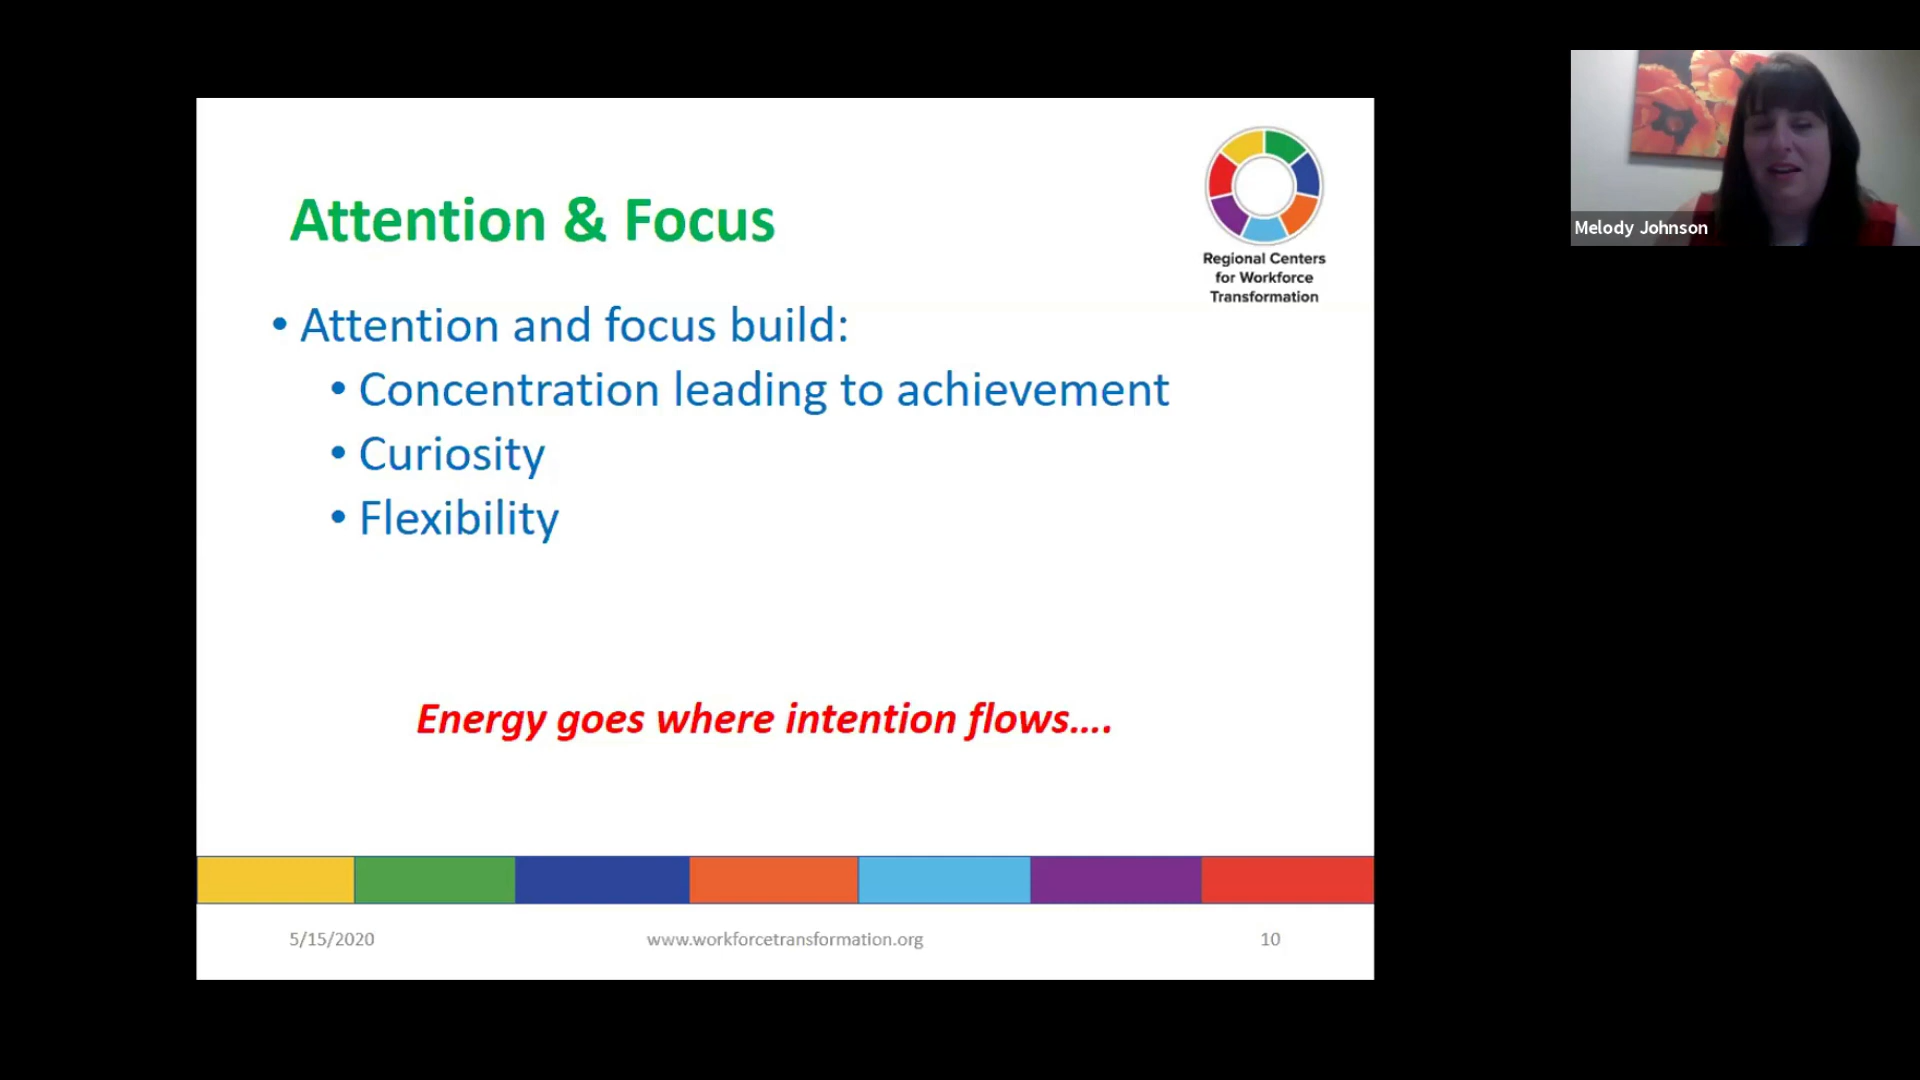 Attention & Focus
Regional Centers
for Workforce
Transformation
• Attention and focus build:
• Concentration leading to achievement
• Curiosity
• Flexibility
Energy goes where intention flows....
5/15/2020
www.workforcetransformation.org
10
Melody Johnson